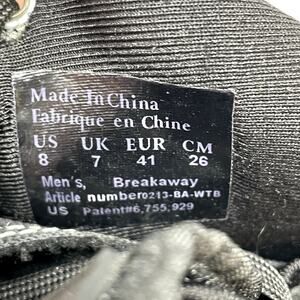 Made In China
Fabrique en Chine
US UK EUR CM
8 7 41 26
Men's, Breakaway
Article number0213-BA-WTB
US Patent#6,755,929